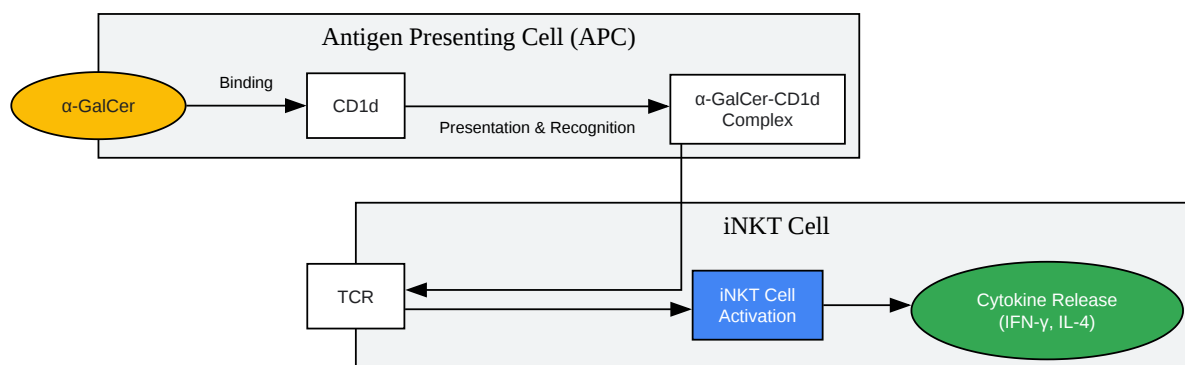 Antigen Presenting Cell (APC)
α-GalCer
Binding
CD1d
Presentation & Recognition
α-GalCer-CD1d
Complex
iNKT Cell
TCR
iNKT Cell
Activation
Cytokine Release
(IFN-γ, IL-4)